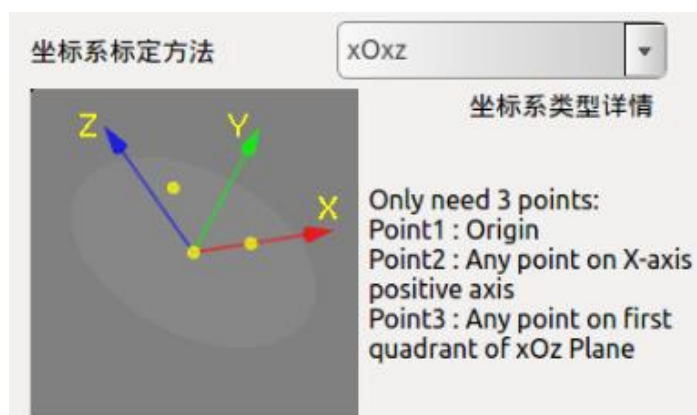 坐标系标定方法
xOxz
坐标系类型详情
Z
Y
X
Only need 3 points:
Point1 : Origin
Point2 : Any point on X-axis
positive axis
Point3 : Any point on first
quadrant of xOz Plane